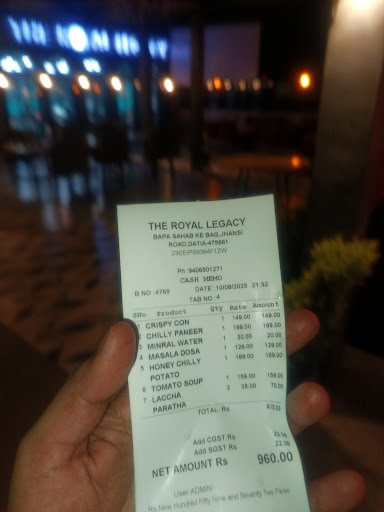 THE ROYAL LEGACY
BAPA SAHAB KE BAG,JHANSI
ROAD,DATIA-475661
Ph :9406501271
CASH MEMO
B.NO :4769 DATE :10/08/2025 21:32
TAB NO :4
SNo. Product Qty Rate Amount
1 CRISPY CON 1 149.00 149.00
2 CHILLY PANEER 1 199.00 199.00
3 MINRAL WATER 1 20.00 20.00
4 MASALA DOSA 1 129.00 129.00
5 HONEY CHILLY 1 189.00 189.00
POTATO
6 TOMATO SOUP 1 159.00 159.00
7 LACCHA 2 35.00 70.00
PARATHA
TOTAL Rs
Add CGST Rs
Add SGST Rs
NET AMOUNT Rs 960.00
User ADMIN
Rs Nine Hundred Fifty Nine and Seventy Two Paise